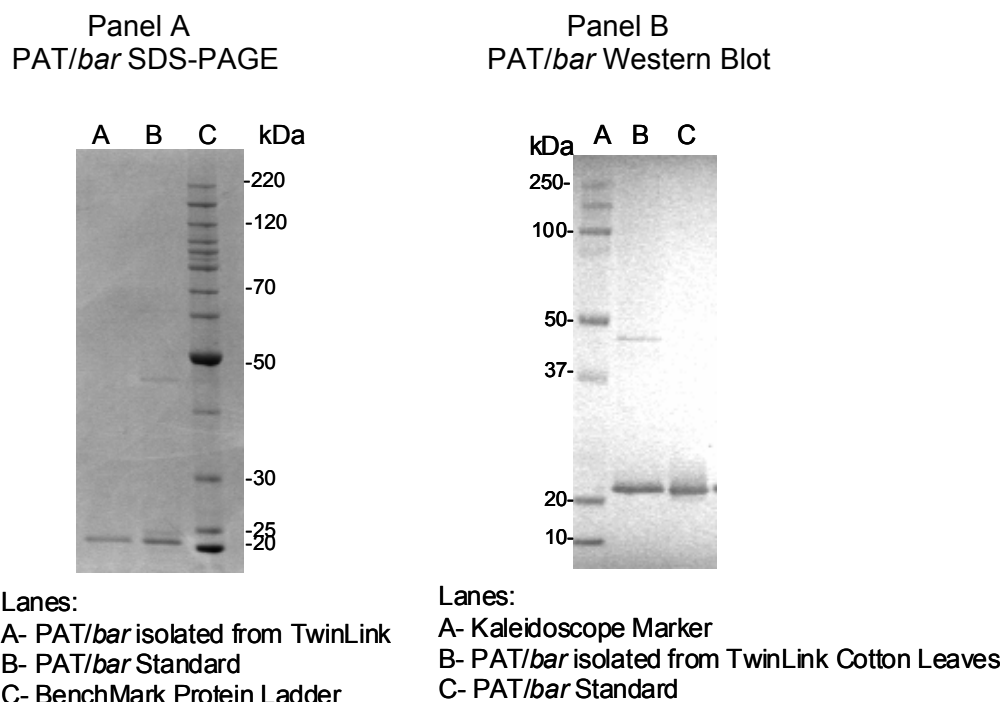 Panel A
PAT/bar SDS-PAGE
A B C kDa
-220
-120
-70
-50
-30
-25
-20
Lanes:
A- PAT/bar isolated from TwinLink
B- PAT/bar Standard
C- BenchMark Protein Ladder
Panel B
PAT/bar Western Blot
kDa A B C
250-
100-
50-
37-
20-
10-
Lanes:
A- Kaleidoscope Marker
B- PAT/bar isolated from TwinLink Cotton Leaves
C- PAT/bar Standard